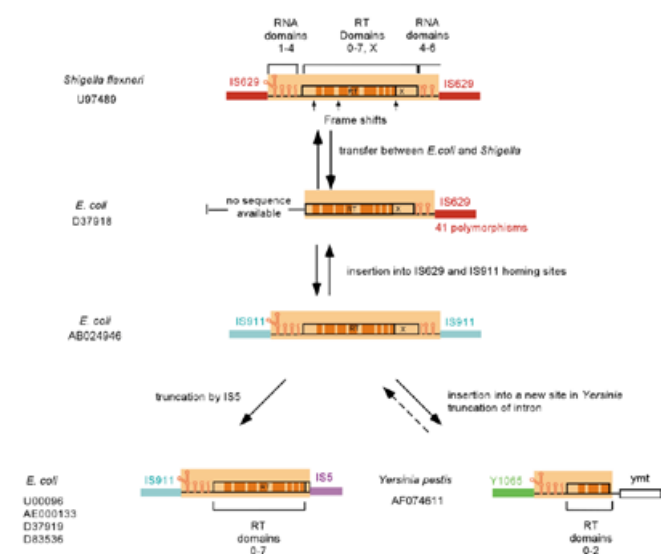 RNA domains 1-4
RT Domains 0-7, X
RNA domains 4-6
Shigella flexneri
U97489
IS629
RT
X
IS629
Frame shifts
transfer between E.coli and Shigella
E. coli
D37918
no sequence available
RT
X
IS629
41 polymorphisms
insertion into IS629 and IS911 homing sites
E. coli
AB024946
IS911
RT
X
IS911
truncation by IS5
insertion into a new site in Yersinia
truncation of intron
E. coli
U00096
AE000133
D37919
D83536
IS911
IS5
RT
domains
0-7
Yersinia pestis
AF074611
Y1065
ymt
RT
domains
0-2